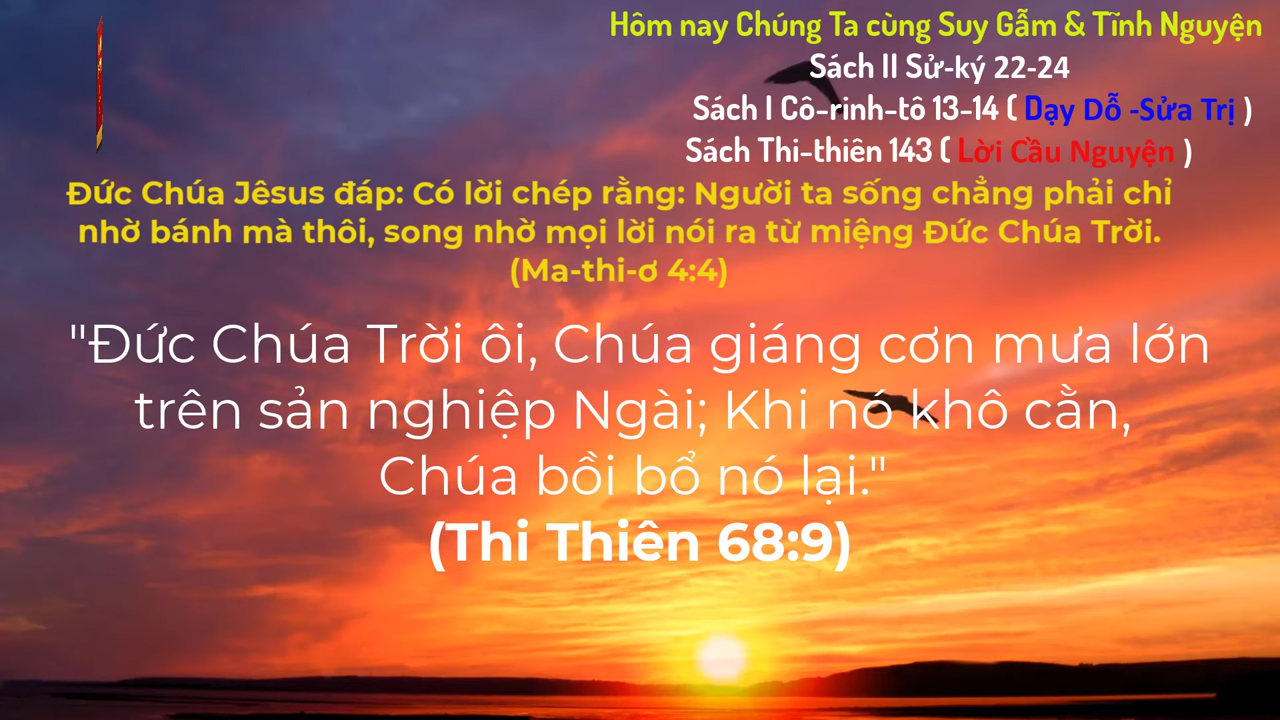 Hôm nay Chúng Ta cùng Suy Gẫm & Tĩnh Nguyện
Sách II Sử-ký 22-24
Sách I Cô-rinh-tô 13-14 ( Dạy Dỗ -Sửa Trị )
Sách Thi-thiên 143 ( Lời Cầu Nguyện )
Đức Chúa Jêsus đáp: Có lời chép rằng: Người ta sống chẳng phải chỉ
nhờ bánh mà thôi, song nhờ mọi lời nói ra từ miệng Đức Chúa Trời.
(Ma-thi-ơ 4:4)
"Đức Chúa Trời ôi, Chúa giáng cơn mưa lớn
trên sản nghiệp Ngài; Khi nó khô cằn,
Chúa bồi bổ nó lại."
(Thi Thiên 68:9)